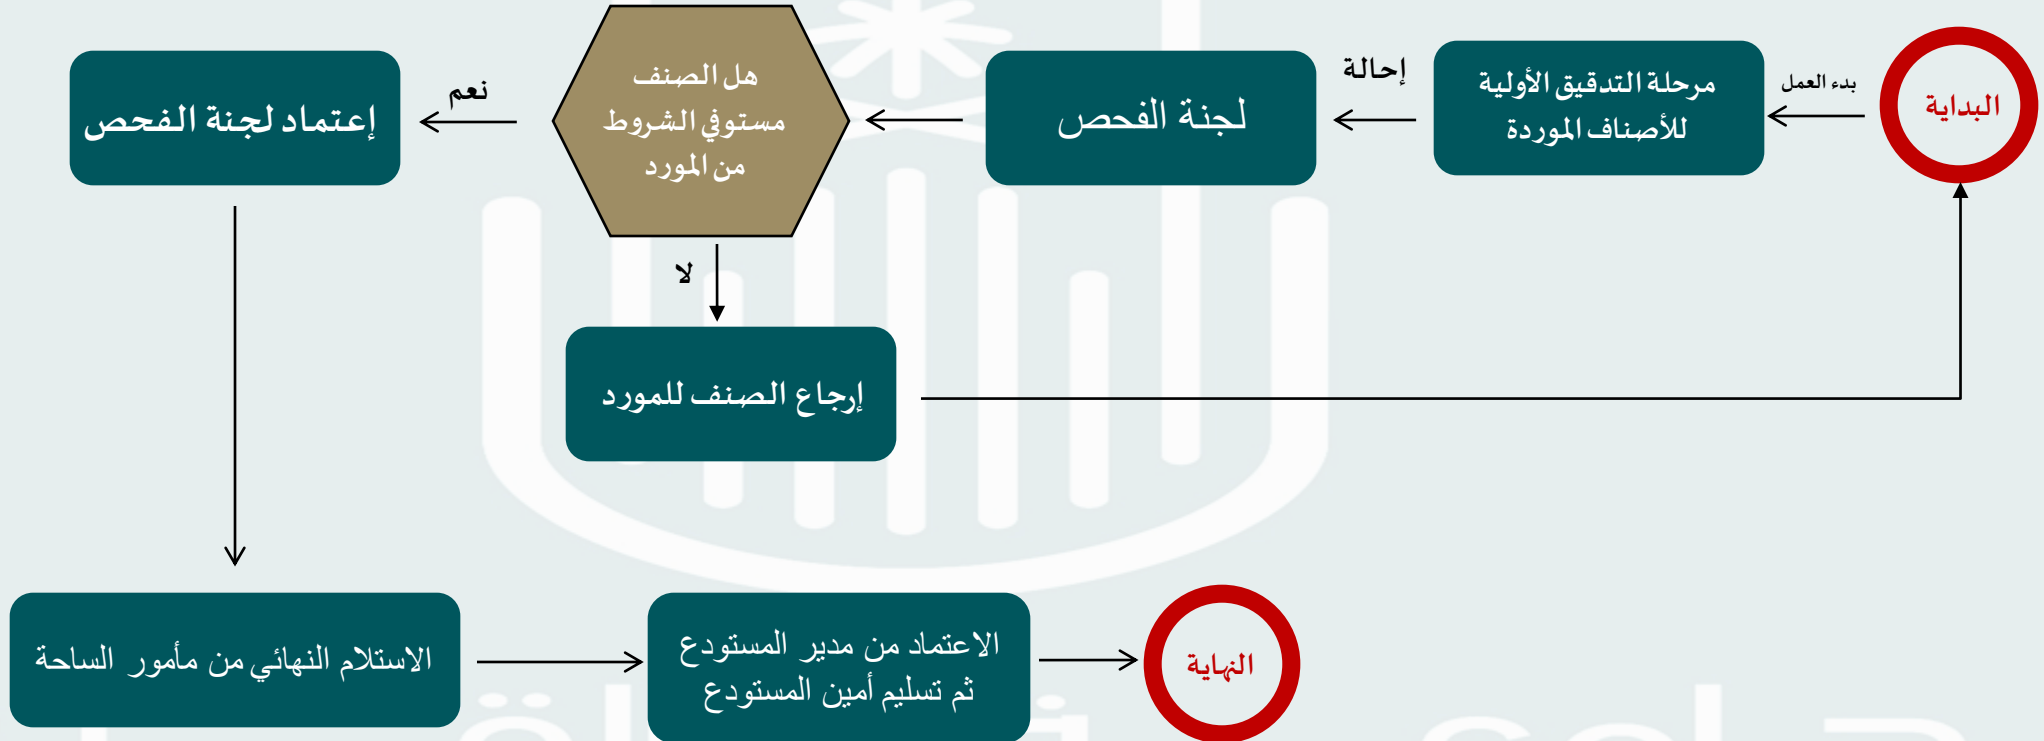 البداية
بدء العمل
مرحلة التدقيق الأولية
للأصناف الموردة
إحالة
لجنة الفحص
هل الصنف
مستوفي الشروط
من المورد
نعم
إعتماد لجنة الفحص
لا
إرجاع الصنف للمورد
الاستلام النهائي من مأمور الساحة
الاعتماد من مدير المستودع
ثم تسليم أمين المستودع
النهاية